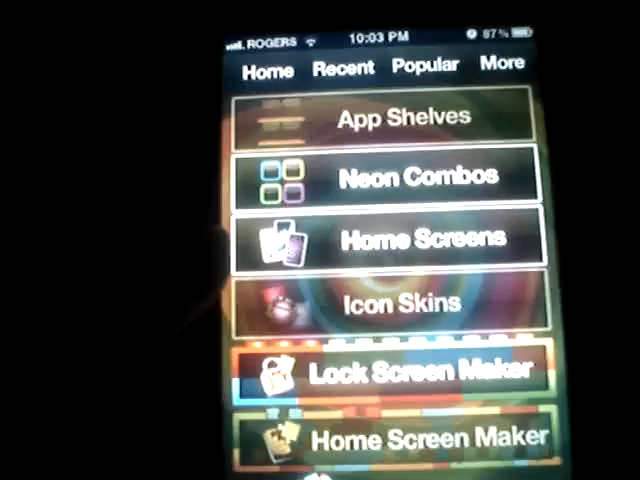 ROGERS 10:03 PM 87%
Home Recent Popular More
App Shelves
Neon Combos
Home Screens
Icon Skins
Lock Screen Maker
Home Screen Maker